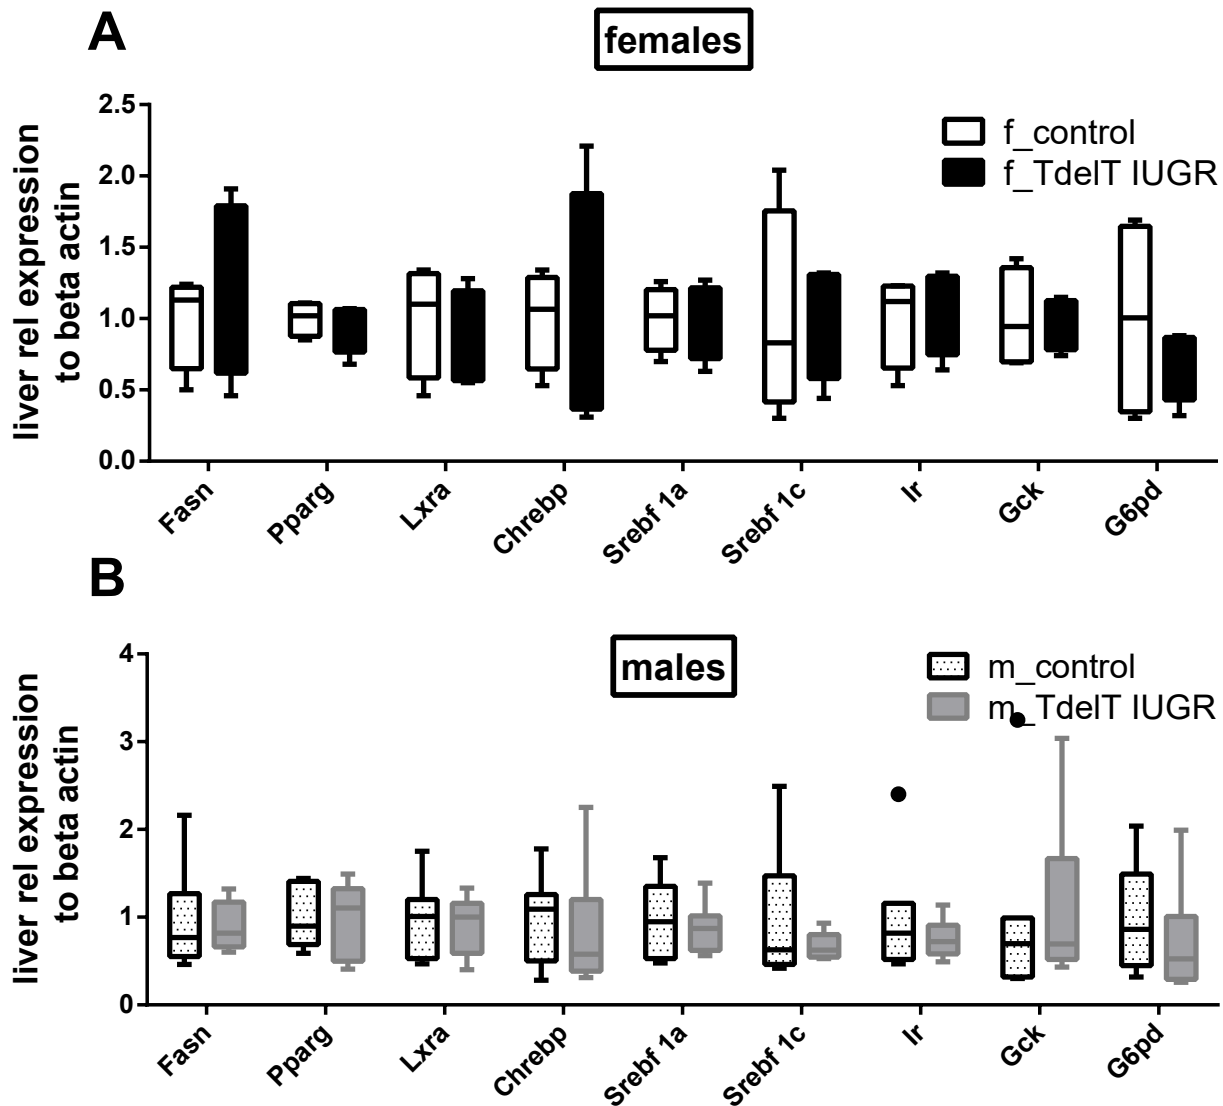 A
females
2.5
2.0
1.5
1.0
0.5
0.0
liver rel expression
to beta actin
f_control
f_TdelT IUGR
Fasn
Pparg
Lxra
Chrebp
Srebf 1a
Srebf 1c
Ir
Gck
G6pd
B
males
4
3
2
1
0
liver rel expression
to beta actin
m_control
m_TdelT IUGR
Fasn
Pparg
Lxra
Chrebp
Srebf 1a
Srebf 1c
Ir
Gck
G6pd